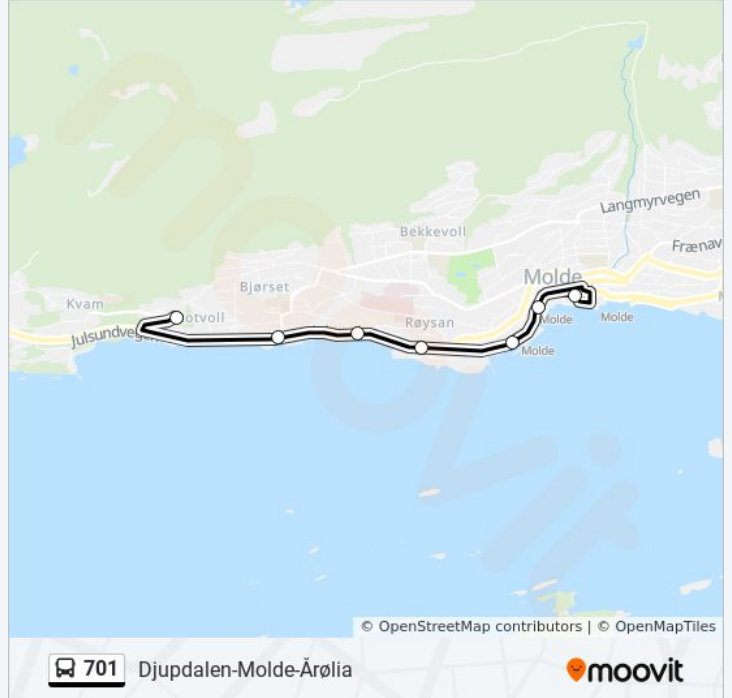 Langmyrvegen
Bekkevoll
Frænav
Molde
Bjørset
Kvam
otvoll
Røysan
Molde
Molde
Julsundvegen
Molde
moovit
© OpenStreetMap contributors | © OpenMapTiles
701 Djupdalen-Molde-Årølia
moovit